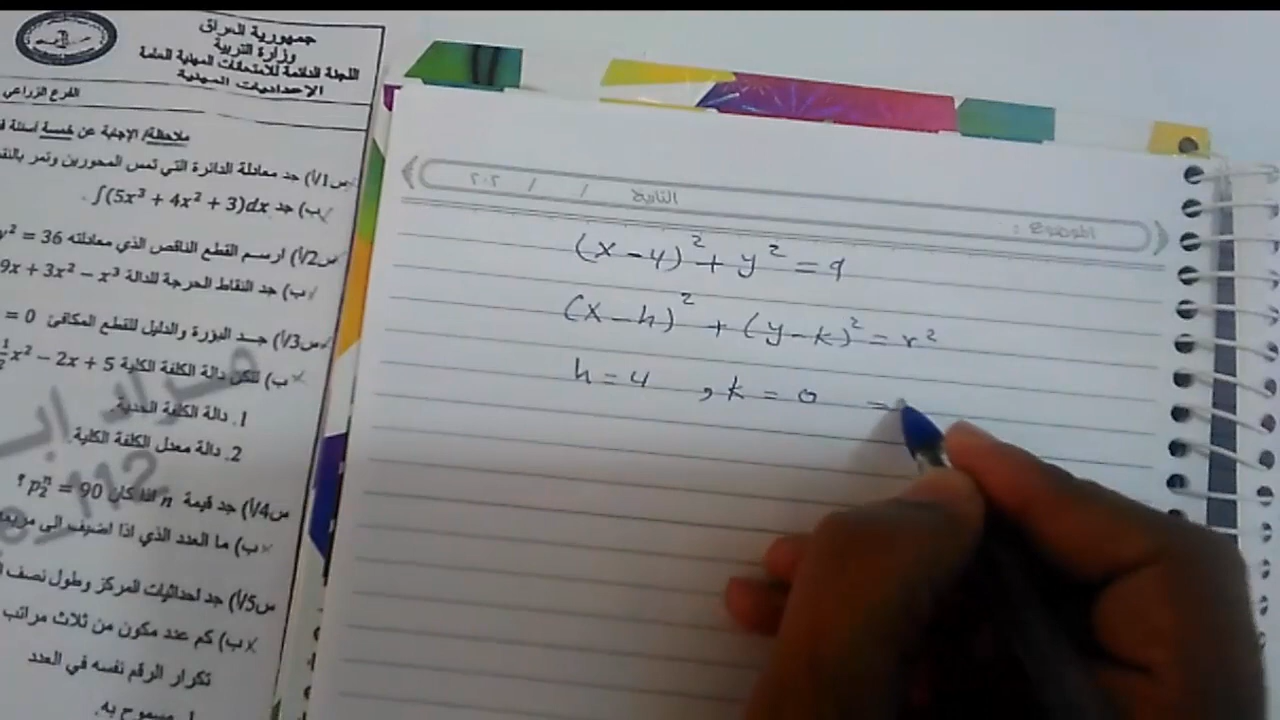 جمهورية العراق
وزارة التربية
اللجنة الدائمة للامتحانات المهنية العامة
الاعداديات المهنية
الفرع الزراعي
ملاحظة/ الإجابة عن خمسة أسئلة
س1/أ) جد معادلة الدائرة التي تمس المحورين وتمر بالنق
ب) جد ∫(5x³ + 4x² + 3)dx .
س2/أ) ارسم القطع الناقص الذي معادلته y² = 36
ب) جد النقاط الحرجة للدالة 9x + 3x² − x³
س3/أ) جد البؤرة والدليل للقطع المكافئ = 0
ب) لتكن دالة الكلفة الكلية ½x² − 2x + 5
1. دالة الكلفة الحدية.
2. دالة معدل الكلفة الكلية.
س4/أ) جد قيمة n اذا كان p₂ⁿ = 90 ؟
ب) ما العدد الذي اذا اضيف الى مربعه
س5/أ) جد احداثيات المركز وطول نصف
ب) كم عدد مكون من ثلاث مراتب
تكرار الرقم نفسه في العدد
مسموح به.
الموضوع : التاريخ / / ٢٠٢
(x − 4)² + y² = 9
(x − h)² + (y − k)² = r²
h = 4 , k = 0 =